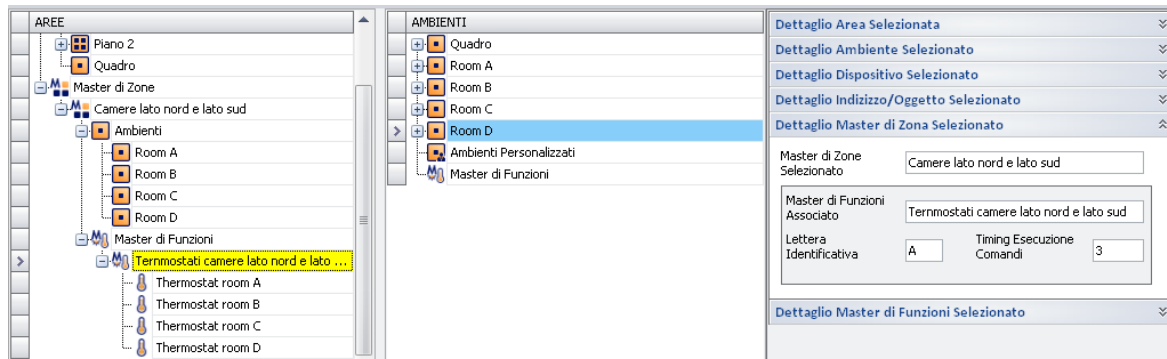 AREE
Piano 2
Quadro
Master di Zone
Camere lato nord e lato sud
Ambienti
Room A
Room B
Room C
Room D
Master di Funzioni
Ternmostati camere lato nord e lato ...
Thermostat room A
Thermostat room B
Thermostat room C
Thermostat room D
AMBIENTI
Quadro
Room A
Room B
Room C
Room D
Ambienti Personalizzati
Master di Funzioni
Dettaglio Area Selezionata
Dettaglio Ambiente Selezionato
Dettaglio Dispositivo Selezionato
Dettaglio Indizizzo/Oggetto Selezionato
Dettaglio Master di Zona Selezionato
Master di Zone
Selezionato
Camere lato nord e lato sud
Master di Funzioni
Associato
Ternmostati camere lato nord e lato sud
Lettera
Identificativa
A
Timing Esecuzione
Comandi
3
Dettaglio Master di Funzioni Selezionato